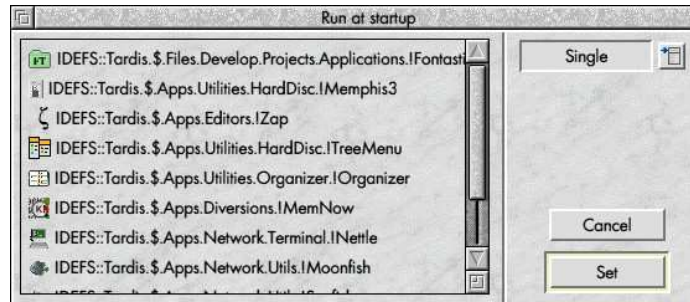 Run at startup
IDEFS::Tardis.$.Files.Develop.Projects.Applications.!Fontast
IDEFS::Tardis.$.Apps.Utilities.HardDisc.!Memphis3
IDEFS::Tardis.$.Apps.Editors.!Zap
IDEFS::Tardis.$.Apps.Utilities.HardDisc.!TreeMenu
IDEFS::Tardis.$.Apps.Utilities.Organizer.!Organizer
IDEFS::Tardis.$.Apps.Diversions.!MemNow
IDEFS::Tardis.$.Apps.Network.Terminal.!Nettle
IDEFS::Tardis.$.Apps.Network.Utils.!Moonfish
Single
Cancel
Set